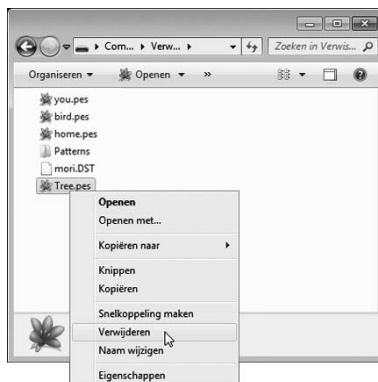 Com... Verw... Zoeken in Verwis...
Organiseren Openen »
you.pes
bird.pes
home.pes
Patterns
mori.DST
Tree.pes
Openen
Openen met...
Kopiëren naar
Knippen
Kopiëren
Snelkoppeling maken
Verwijderen
Naam wijzigen
Eigenschappen